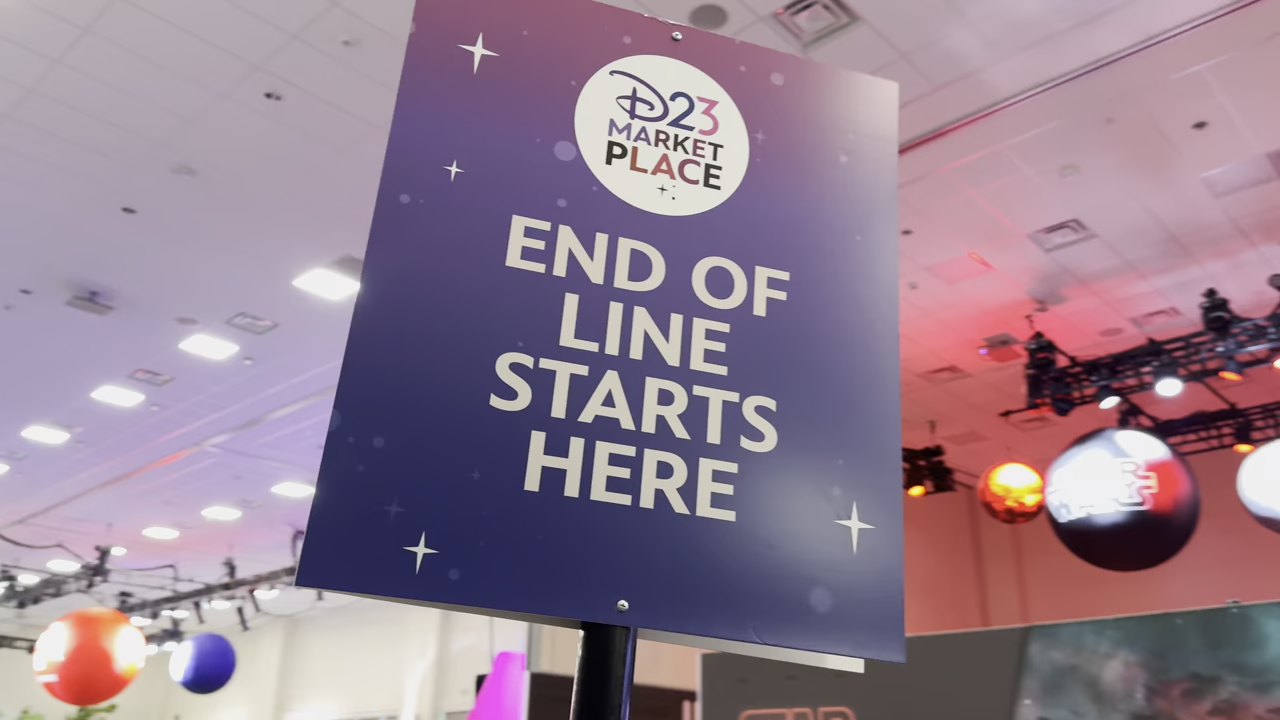 D23
MARKET
PLACE
END OF
LINE
STARTS
HERE